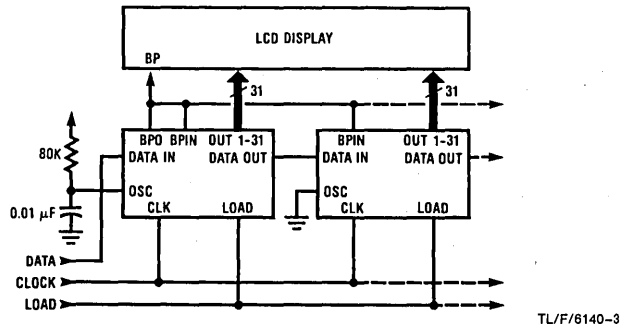 LCD DISPLAY
BP
31
31
80K
BPO BPIN OUT 1-31
DATA IN DATA OUT
OSC
CLK LOAD
BPIN OUT 1-31
DATA IN DATA OUT
OSC
CLK LOAD
0.01 µF
DATA
CLOCK
LOAD
TL/F/6140–3